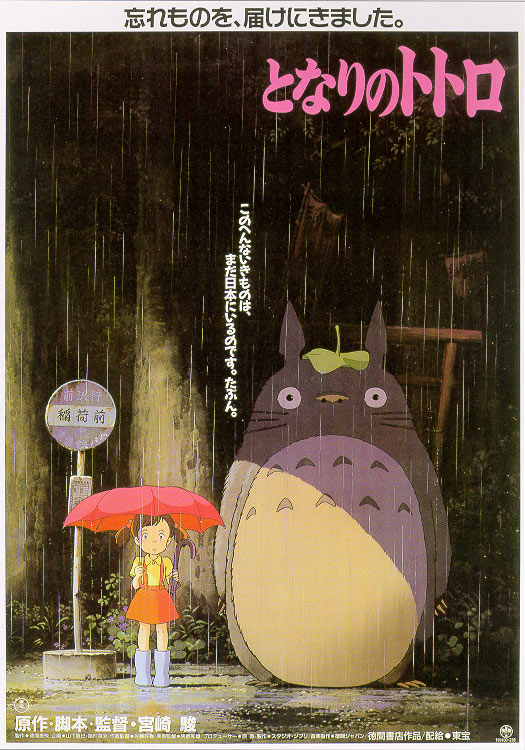 忘れものを、届けにきました。
となりのトトロ
このへんないきものは、
まだ日本にいるのです。たぶん。
前沢行
稲荷前
原作・脚本・監督・宮崎 駿
徳間書店作品/配給・東宝